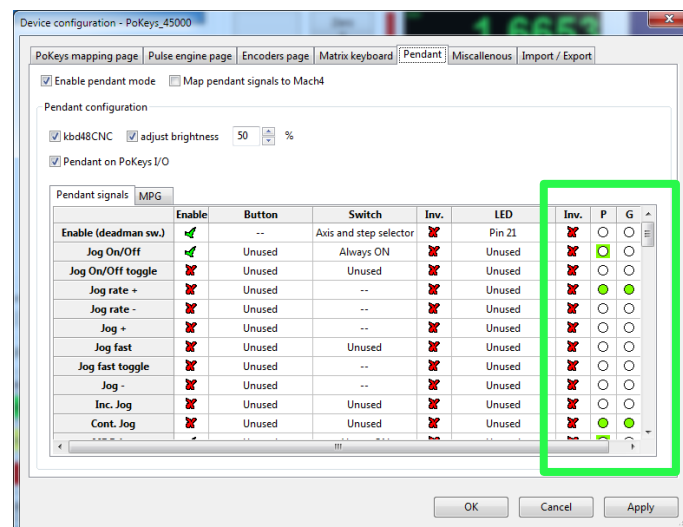 Device configuration - PoKeys_45000
1.6653
PoKeys mapping page Pulse engine page Encoders page Matrix keyboard Pendant Miscallenous Import / Export
Enable pendant mode Map pendant signals to Mach4
Pendant configuration
kbd48CNC adjust brightness 50 %
Pendant on PoKeys I/O
Pendant signals MPG
Enable Button Switch Inv. LED Inv. P G
Enable (deadman sw.) -- Axis and step selector Pin 21
Jog On/Off Unused Always ON Unused
Jog On/Off toggle Unused Unused Unused
Jog rate + Unused -- Unused
Jog rate - Unused -- Unused
Jog + Unused -- Unused
Jog fast Unused Unused Unused
Jog fast toggle Unused -- Unused
Jog - Unused -- Unused
Inc. Jog Unused Unused Unused
Cont. Jog Unused Unused Unused
OK Cancel Apply